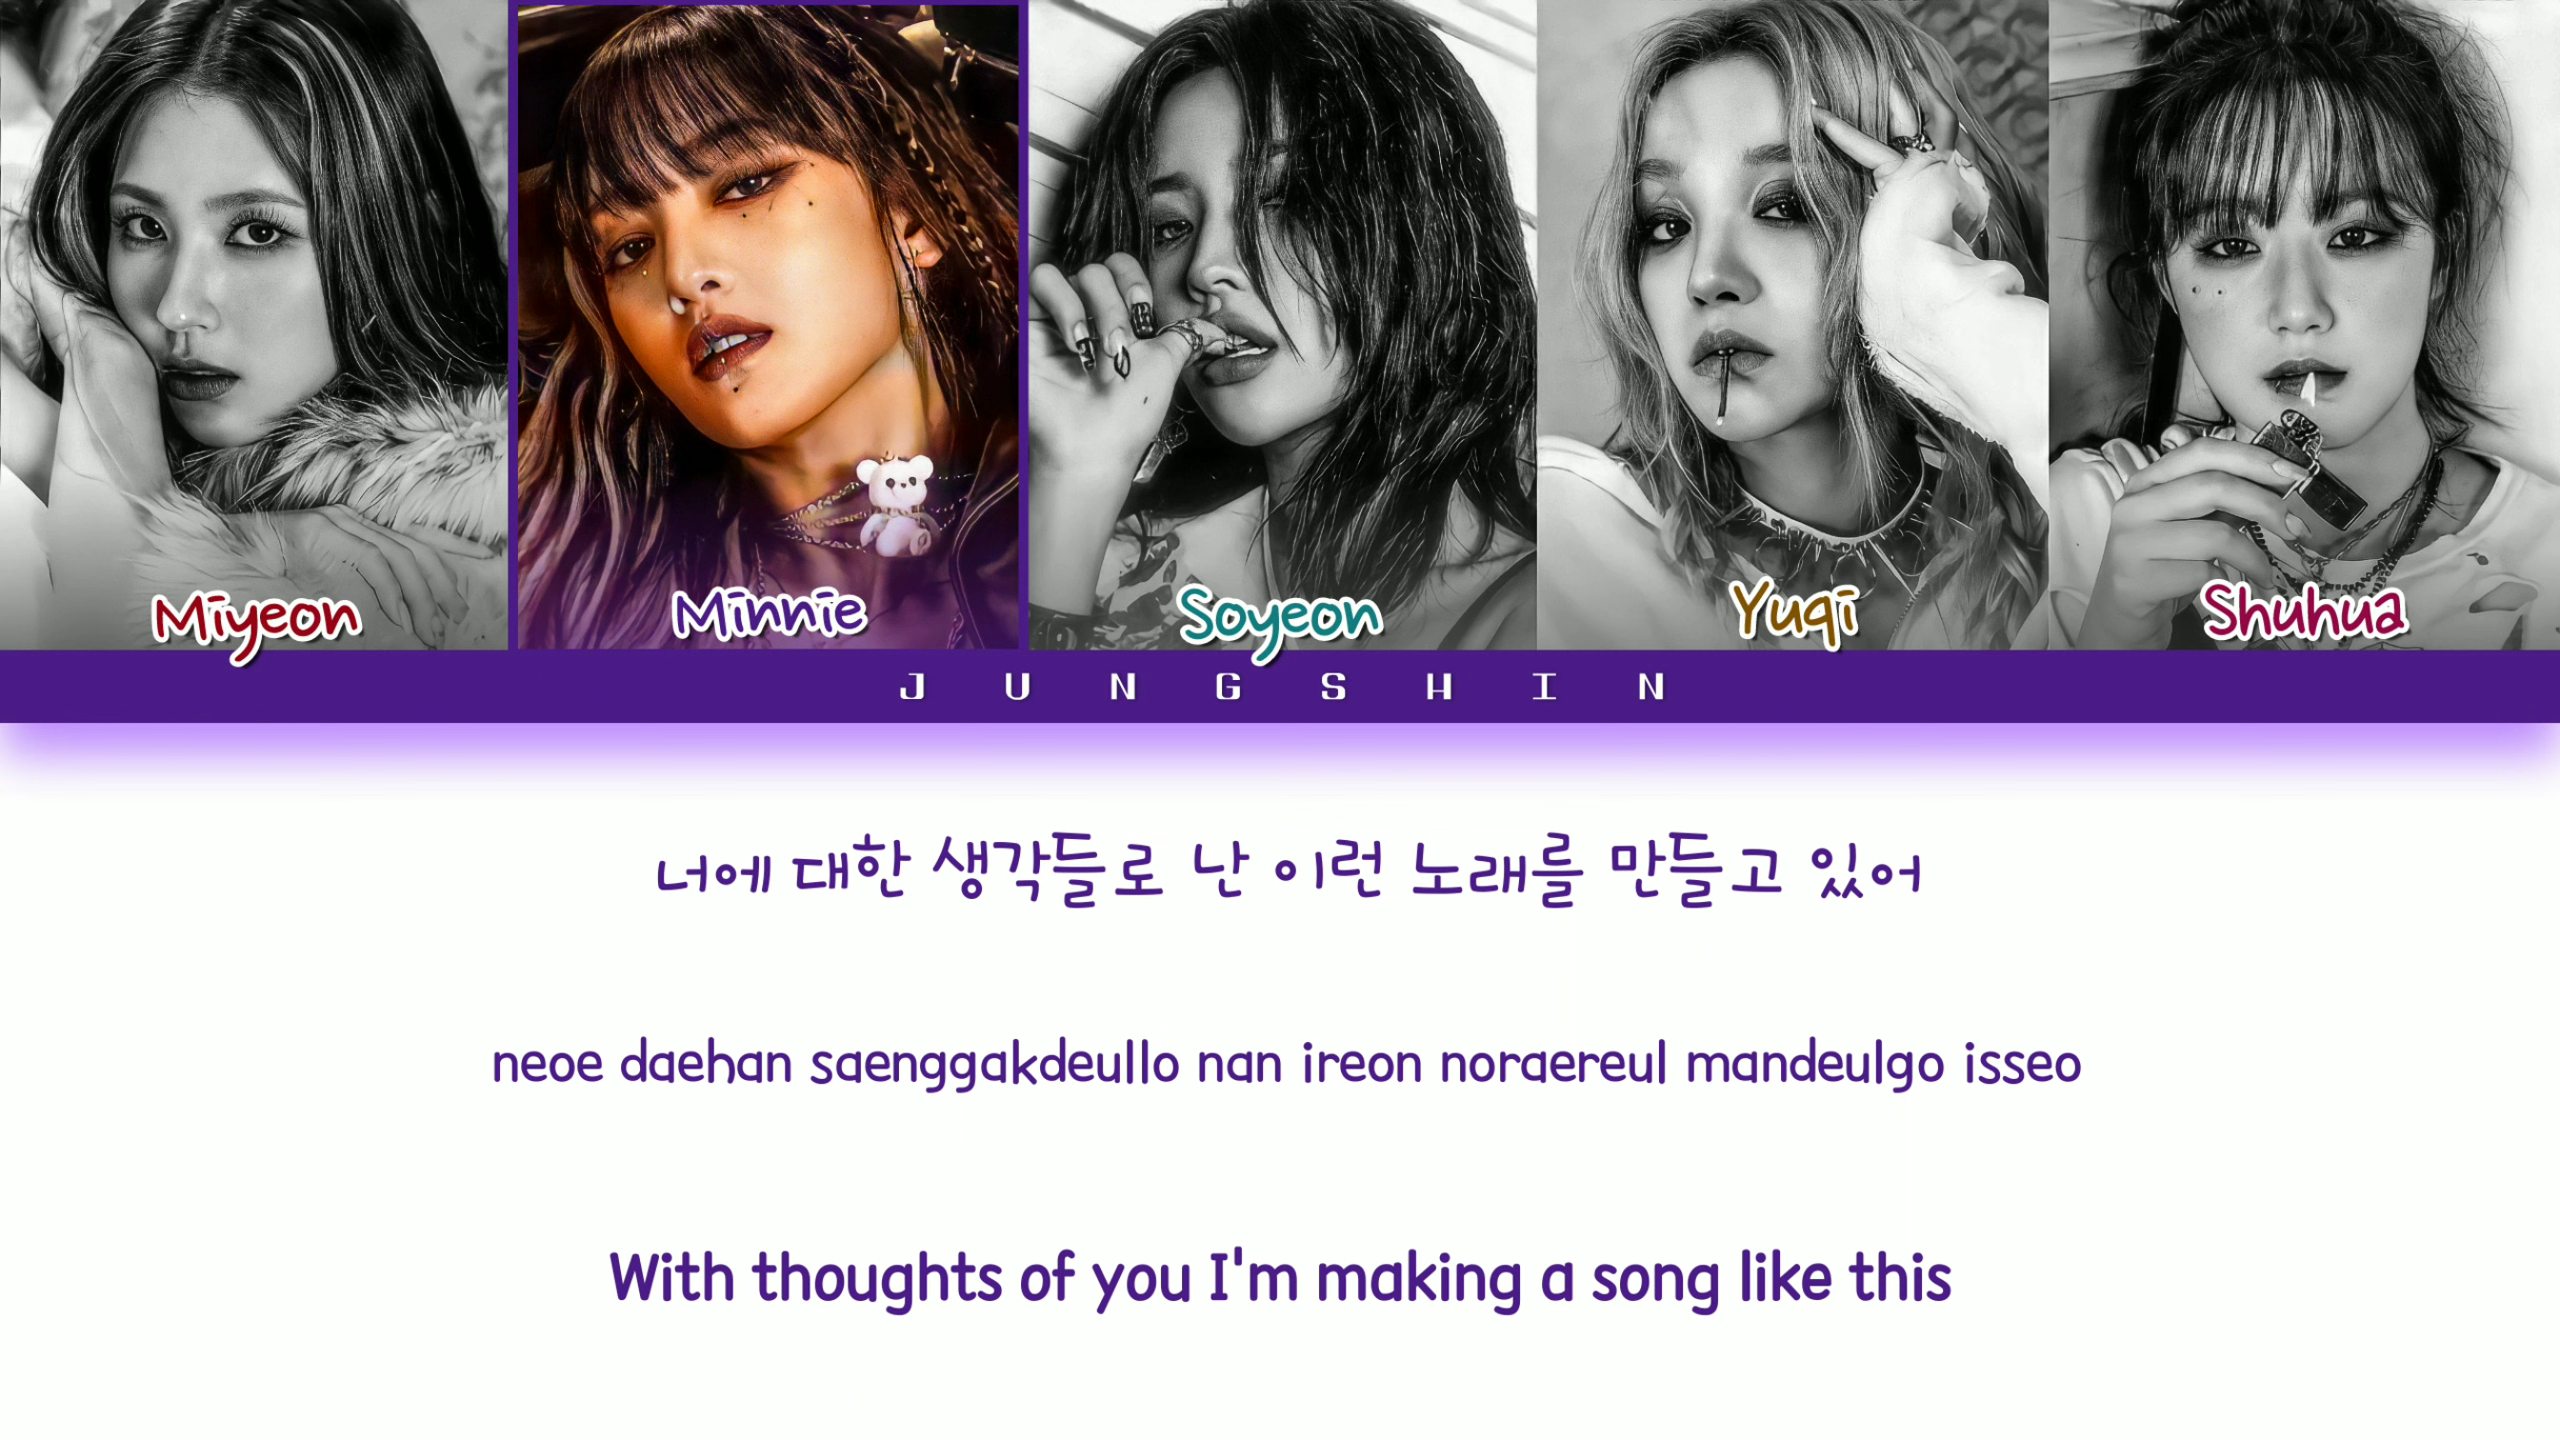 Miyeon
Minnie
Soyeon
Yuqi
Shuhua
JUNGSHIN
너에 대한 생각들로 난 이런 노래를 만들고 있어
neoe daehan saenggakdeullo nan ireon noraereul mandeulgo isseo
With thoughts of you I'm making a song like this